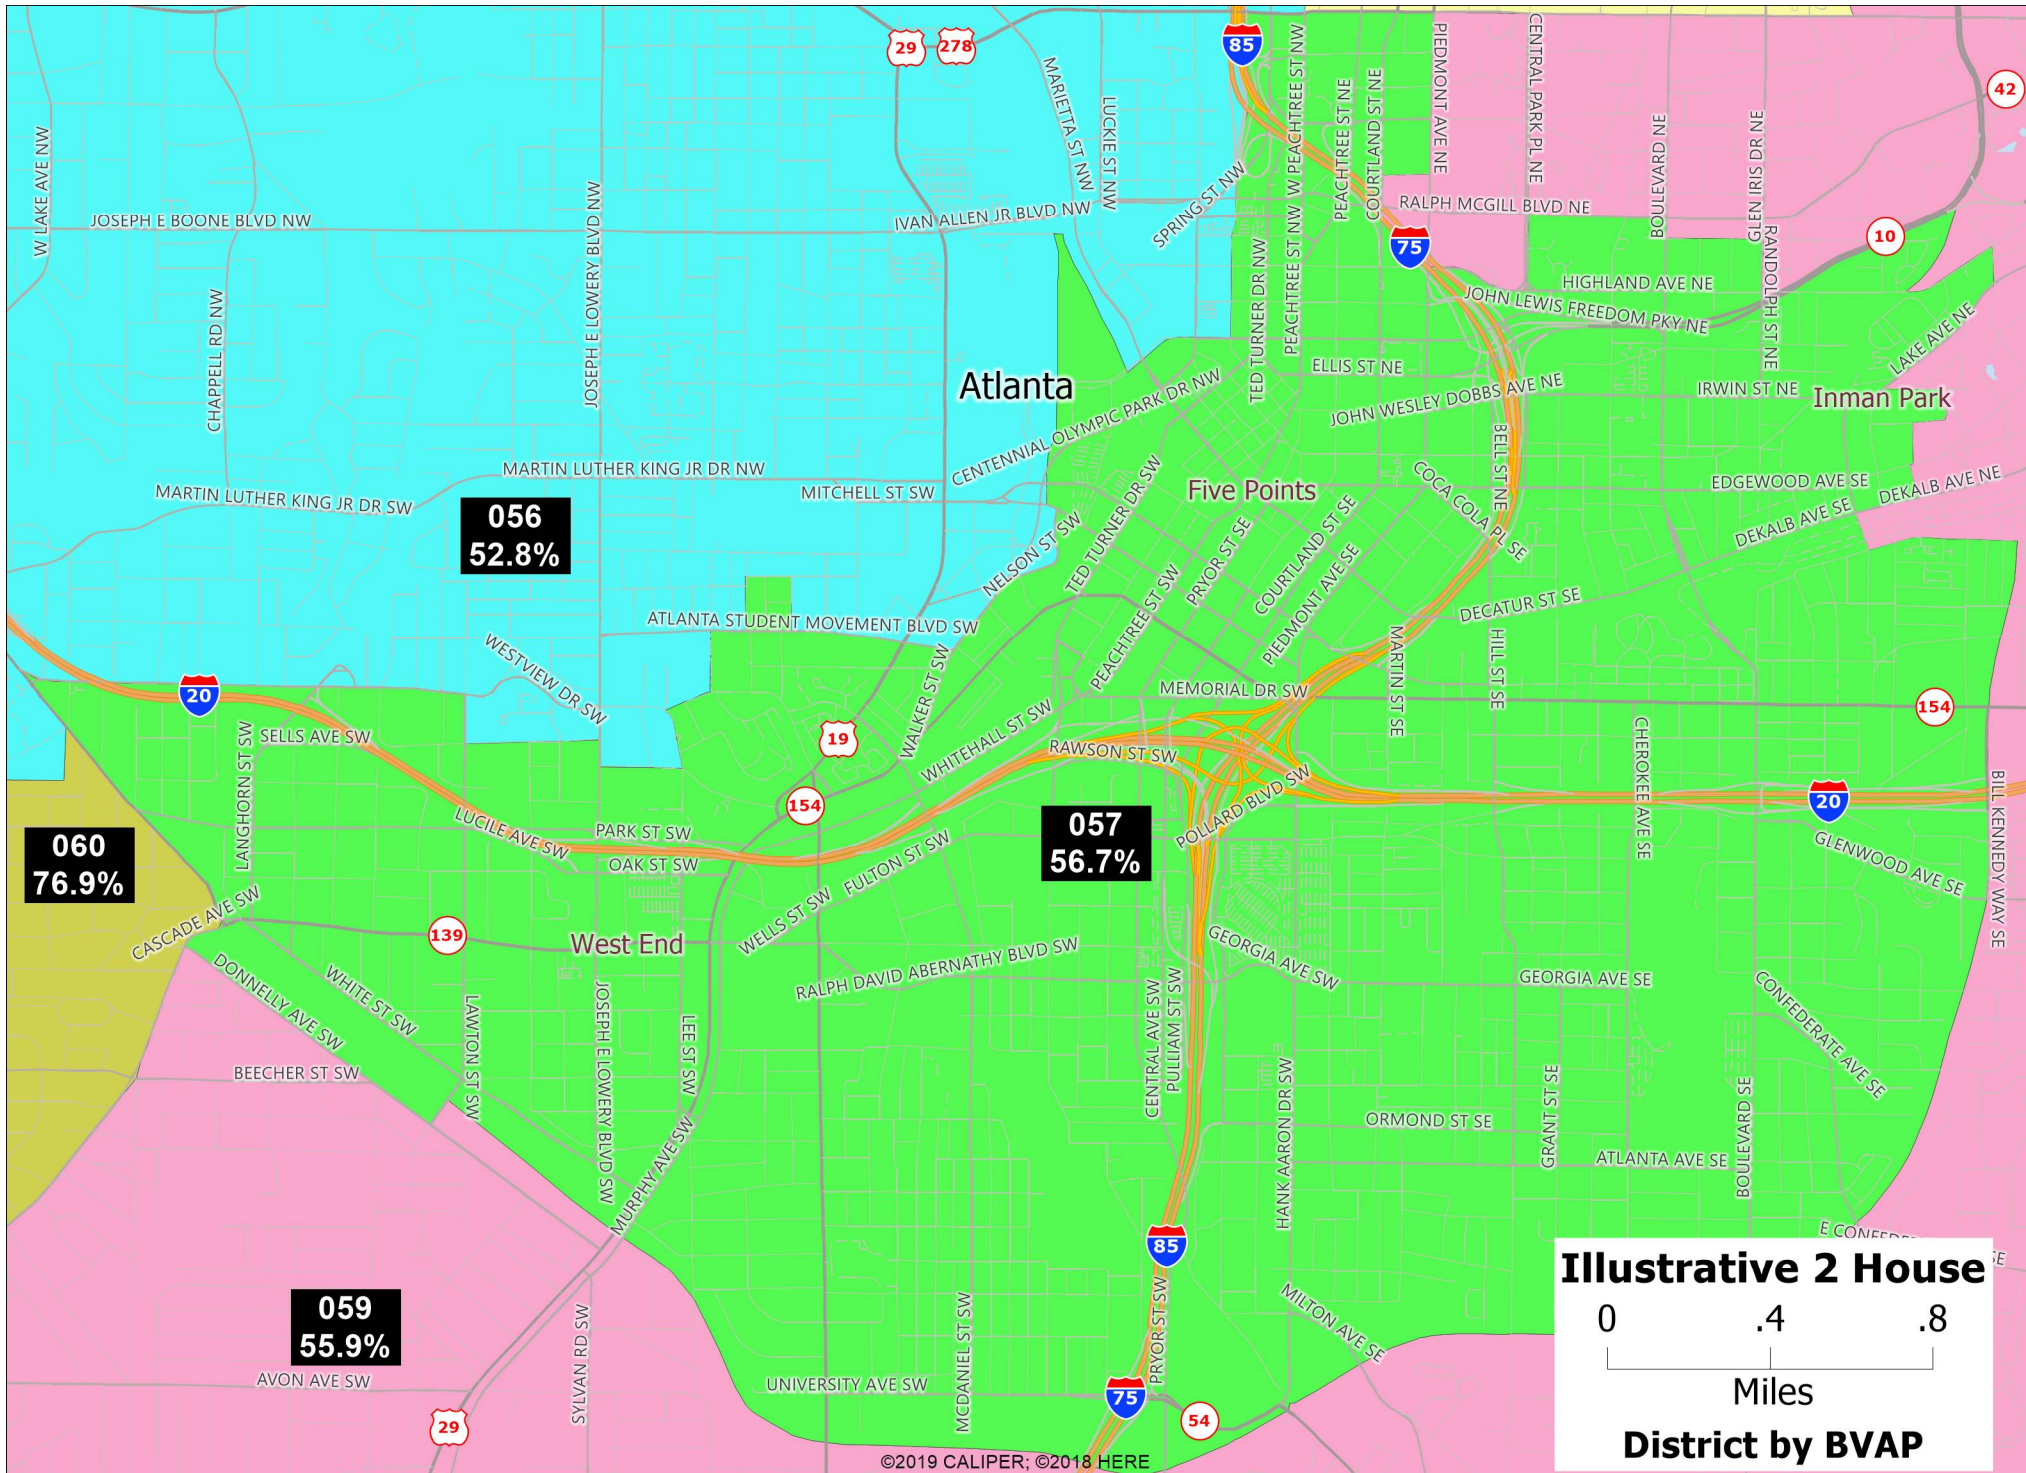 29
278
85
42
W LAKE AVE NW
JOSEPH E BOONE BLVD NW
CHAPPELL RD NW
JOSEPH E LOWERY BLVD NW
MARIETTA ST NW
LUCKIE ST NW
IVAN ALLEN JR BLVD NW
SPRING ST NW
PEACHTREE ST NW
W PEACHTREE ST NW
PEACHTREE ST NE
COURTLAND ST NE
PIEDMONT AVE NE
CENTRAL PARK PL NE
RALPH MCGILL BLVD NE
BOULEVARD NE
GLEN IRIS DR NE
RANDOLPH ST NE
10
75
TED TURNER DR NW
HIGHLAND AVE NE
JOHN LEWIS FREEDOM PKY NE
LAKE AVE NE
ELLIS ST NE
Atlanta
CENTENNIAL OLYMPIC PARK DR NW
JOHN WESLEY DOBBS AVE NE
IRWIN ST NE
Inman Park
BELL ST NE
MARTIN LUTHER KING JR DR NW
MARTIN LUTHER KING JR DR SW
MITCHELL ST SW
Five Points
COCA COLA PL SE
EDGEWOOD AVE SE
DEKALB AVE NE
DEKALB AVE SE
056
52.8%
NELSON ST SW
TED TURNER DR SW
PEACHTREE ST SW
PRYOR ST SE
COURTLAND ST SE
PIEDMONT AVE SE
DECATUR ST SE
ATLANTA STUDENT MOVEMENT BLVD SW
WESTVIEW DR SW
20
WALKER ST SW
MEMORIAL DR SW
MARTIN ST SE
HILL ST SE
154
SELLS AVE SW
LANGHORN ST SW
19
WHITEHALL ST SW
RAWSON ST SW
POLLARD BLVD SW
CHEROKEE AVE SE
BILL KENNEDY WAY SE
154
20
LUCILE AVE SW
PARK ST SW
OAK ST SW
FULTON ST SW
WELLS ST SW
057
56.7%
GLENWOOD AVE SE
060
76.9%
CASCADE AVE SW
139
West End
RALPH DAVID ABERNATHY BLVD SW
GEORGIA AVE SW
GEORGIA AVE SE
CONFEDERATE AVE SE
DONNELLY AVE SW
WHITE ST SW
LAWTON ST SW
JOSEPH E LOWERY BLVD SW
LEE ST SW
CENTRAL AVE SW
PULLIAM ST SW
BEECHER ST SW
HANK AARON DR SW
ORMOND ST SE
GRANT ST SE
ATLANTA AVE SE
BOULEVARD SE
MURPHY AVE SW
85
E CONFEDE
SE
059
55.9%
SYLVAN RD SW
MCDANIEL ST SW
PRYOR ST SW
MILTON AVE SE
AVON AVE SW
UNIVERSITY AVE SW
29
75
54
Illustrative 2 House
0 .4 .8
Miles
District by BVAP
©2019 CALIPER; ©2018 HERE